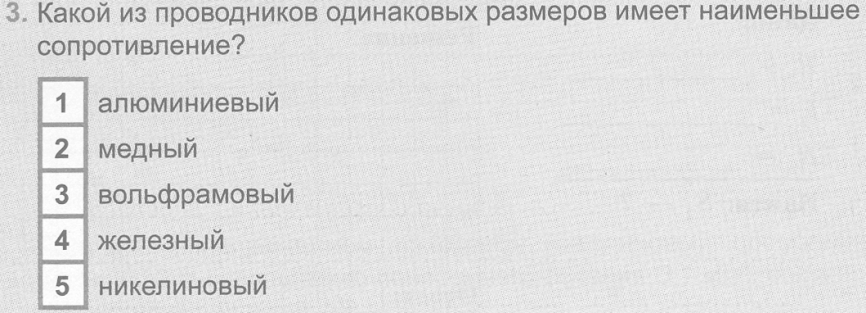 3. Какой из проводников одинаковых размеров имеет наименьшее
сопротивление?
1 алюминиевый
2 медный
3 вольфрамовый
4 железный
5 никелиновый